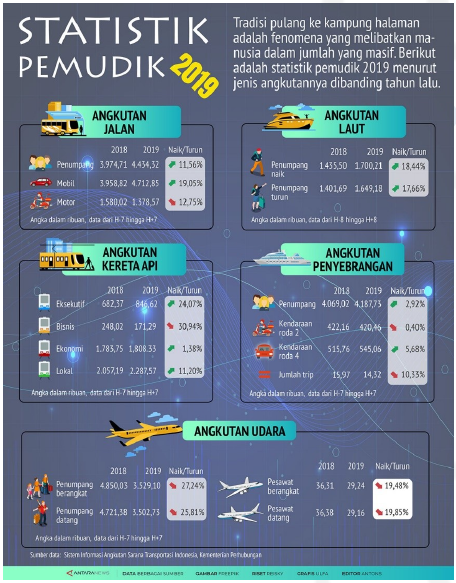 STATISTIK
PEMUDIK 2019
Tradisi pulang ke kampung halaman
adalah fenomena yang melibatkan ma-
nusia dalam jumlah yang masif. Berikut
adalah statistik pemudik 2019 menurut
jenis angkutannya dibanding tahun lalu.
ANGKUTAN
JALAN
2018 2019 Naik/Turun
Penumpang 3.974,71 4.434,32 11,56%
Mobil 3.958,82 4.712,85 19,05%
Motor 1.580,02 1.378,57 12,75%
Angka dalam ribuan, data dari H-7 hingga H+7
ANGKUTAN
LAUT
2018 2019 Naik/Turun
Penumpang
naik 1.435,50 1.700,21 18,44%
Penumpang
turun 1.401,69 1.649,18 17,66%
Angka dalam ribuan, data dari H-8 hingga H+8
ANGKUTAN
KERETA API
2018 2019 Naik/Turun
Eksekutif 682,37 846,62 24,07%
Bisnis 248,02 171,29 30,94%
Ekonomi 1.783,75 1.808,33 1,38%
Lokal 2.057,19 2.287,57 11,20%
Angka dalam ribuan, data dari H-7 hingga H+7
ANGKUTAN
PENYEBRANGAN
2018 2019 Naik/Turun
Penumpang 4.069,02 4.187,73 2,92%
Kendaraan
roda 2 422,16 420,46 0,40%
Kendaraan
roda 4 515,76 545,06 5,68%
Jumlah trip 15,97 14,32 10,33%
Angka dalam ribuan, data dari H-7 hingga H+7
ANGKUTAN UDARA
2018 2019 Naik/Turun
Penumpang
berangkat 4.850,03 3.529,10 27,24%
Penumpang
datang 4.721,38 3.502,73 25,81%
2018 2019 Naik/Turun
Pesawat
berangkat 36,31 29,24 19,48%
Pesawat
datang 36,38 29,16 19,85%
Angka dalam ribuan, data dari H-7 hingga H+7
Sumber data: Sistem Informasi Angkutan Sarana Transportasi Indonesia, Kementerian Perhubungan
ANTARANEWS DATA BERBAGAI SUMBER GAMBAR FREEPIK RISET GRAFIS EDITOR